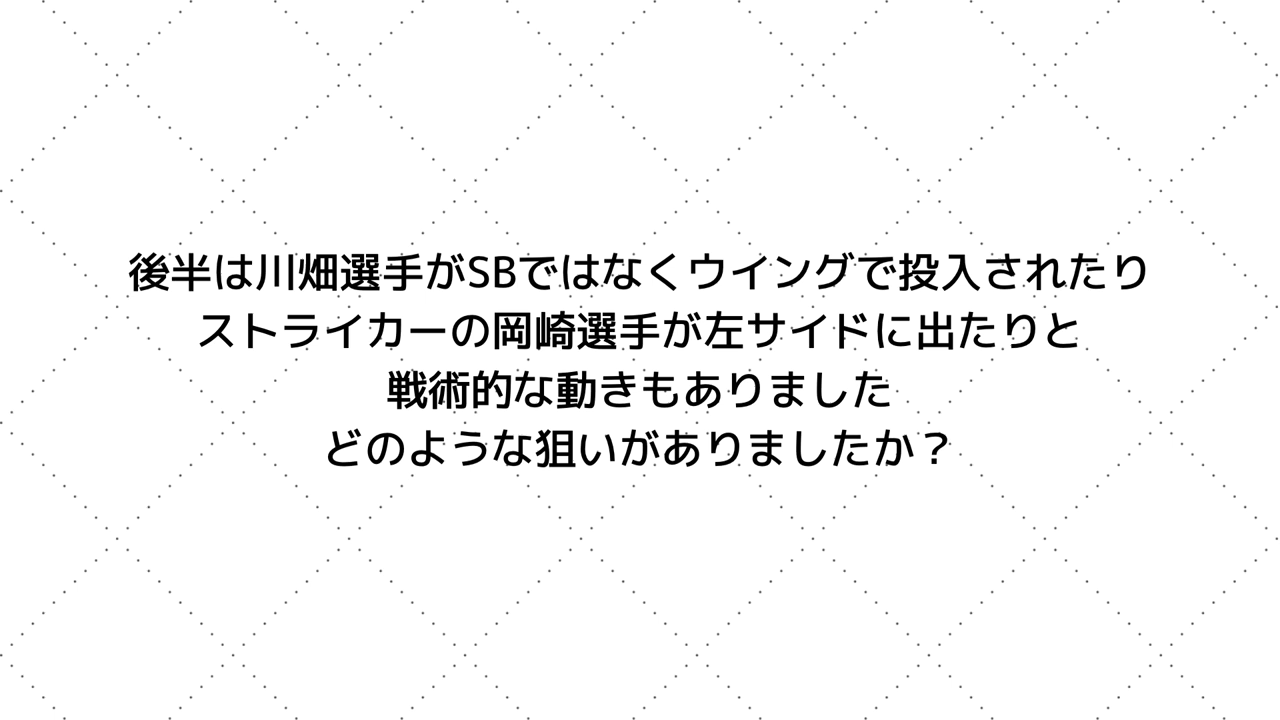 後半は川畑選手がSBではなくウイングで投入されたり
ストライカーの岡崎選手が左サイドに出たりと
戦術的な動きもありました
どのような狙いがありましたか？